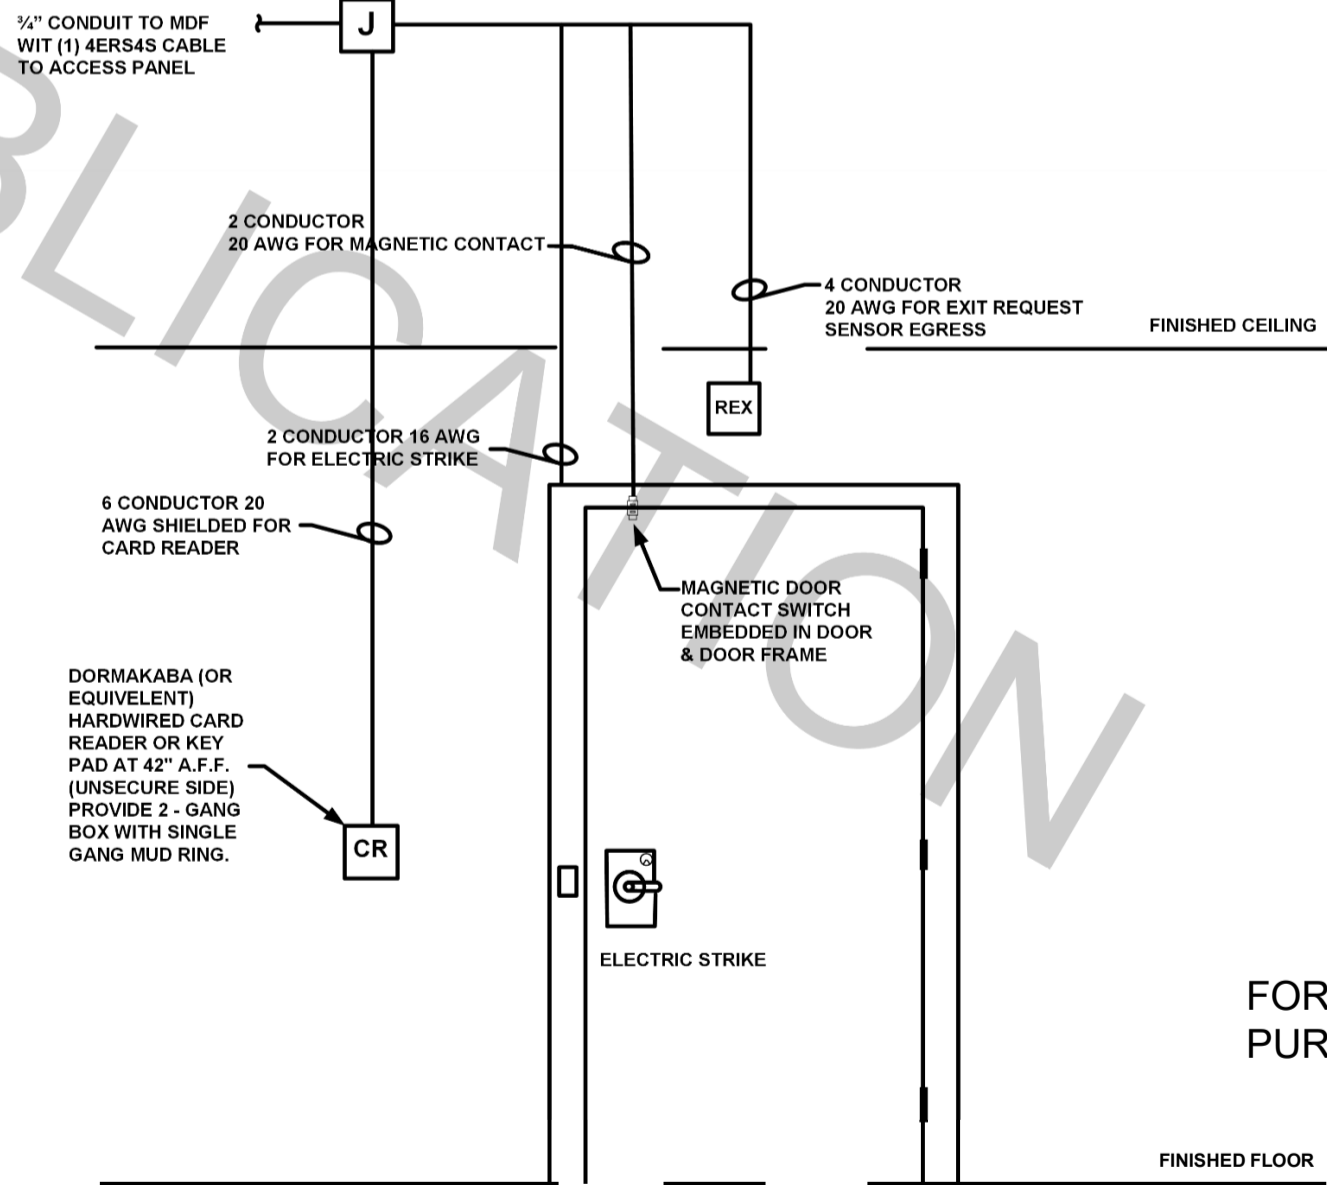 ¾” CONDUIT TO MDF
WIT (1) 4ERS4S CABLE
TO ACCESS PANEL
J
2 CONDUCTOR
20 AWG FOR MAGNETIC CONTACT
4 CONDUCTOR
20 AWG FOR EXIT REQUEST
SENSOR EGRESS
FINISHED CEILING
REX
2 CONDUCTOR 16 AWG
FOR ELECTRIC STRIKE
6 CONDUCTOR 20
AWG SHIELDED FOR
CARD READER
MAGNETIC DOOR
CONTACT SWITCH
EMBEDDED IN DOOR
& DOOR FRAME
DORMAKABA (OR
EQUIVELENT)
HARDWIRED CARD
READER OR KEY
PAD AT 42" A.F.F.
(UNSECURE SIDE)
PROVIDE 2 - GANG
BOX WITH SINGLE
GANG MUD RING.
CR
ELECTRIC STRIKE
FOR
PUR
FINISHED FLOOR
BLICATION